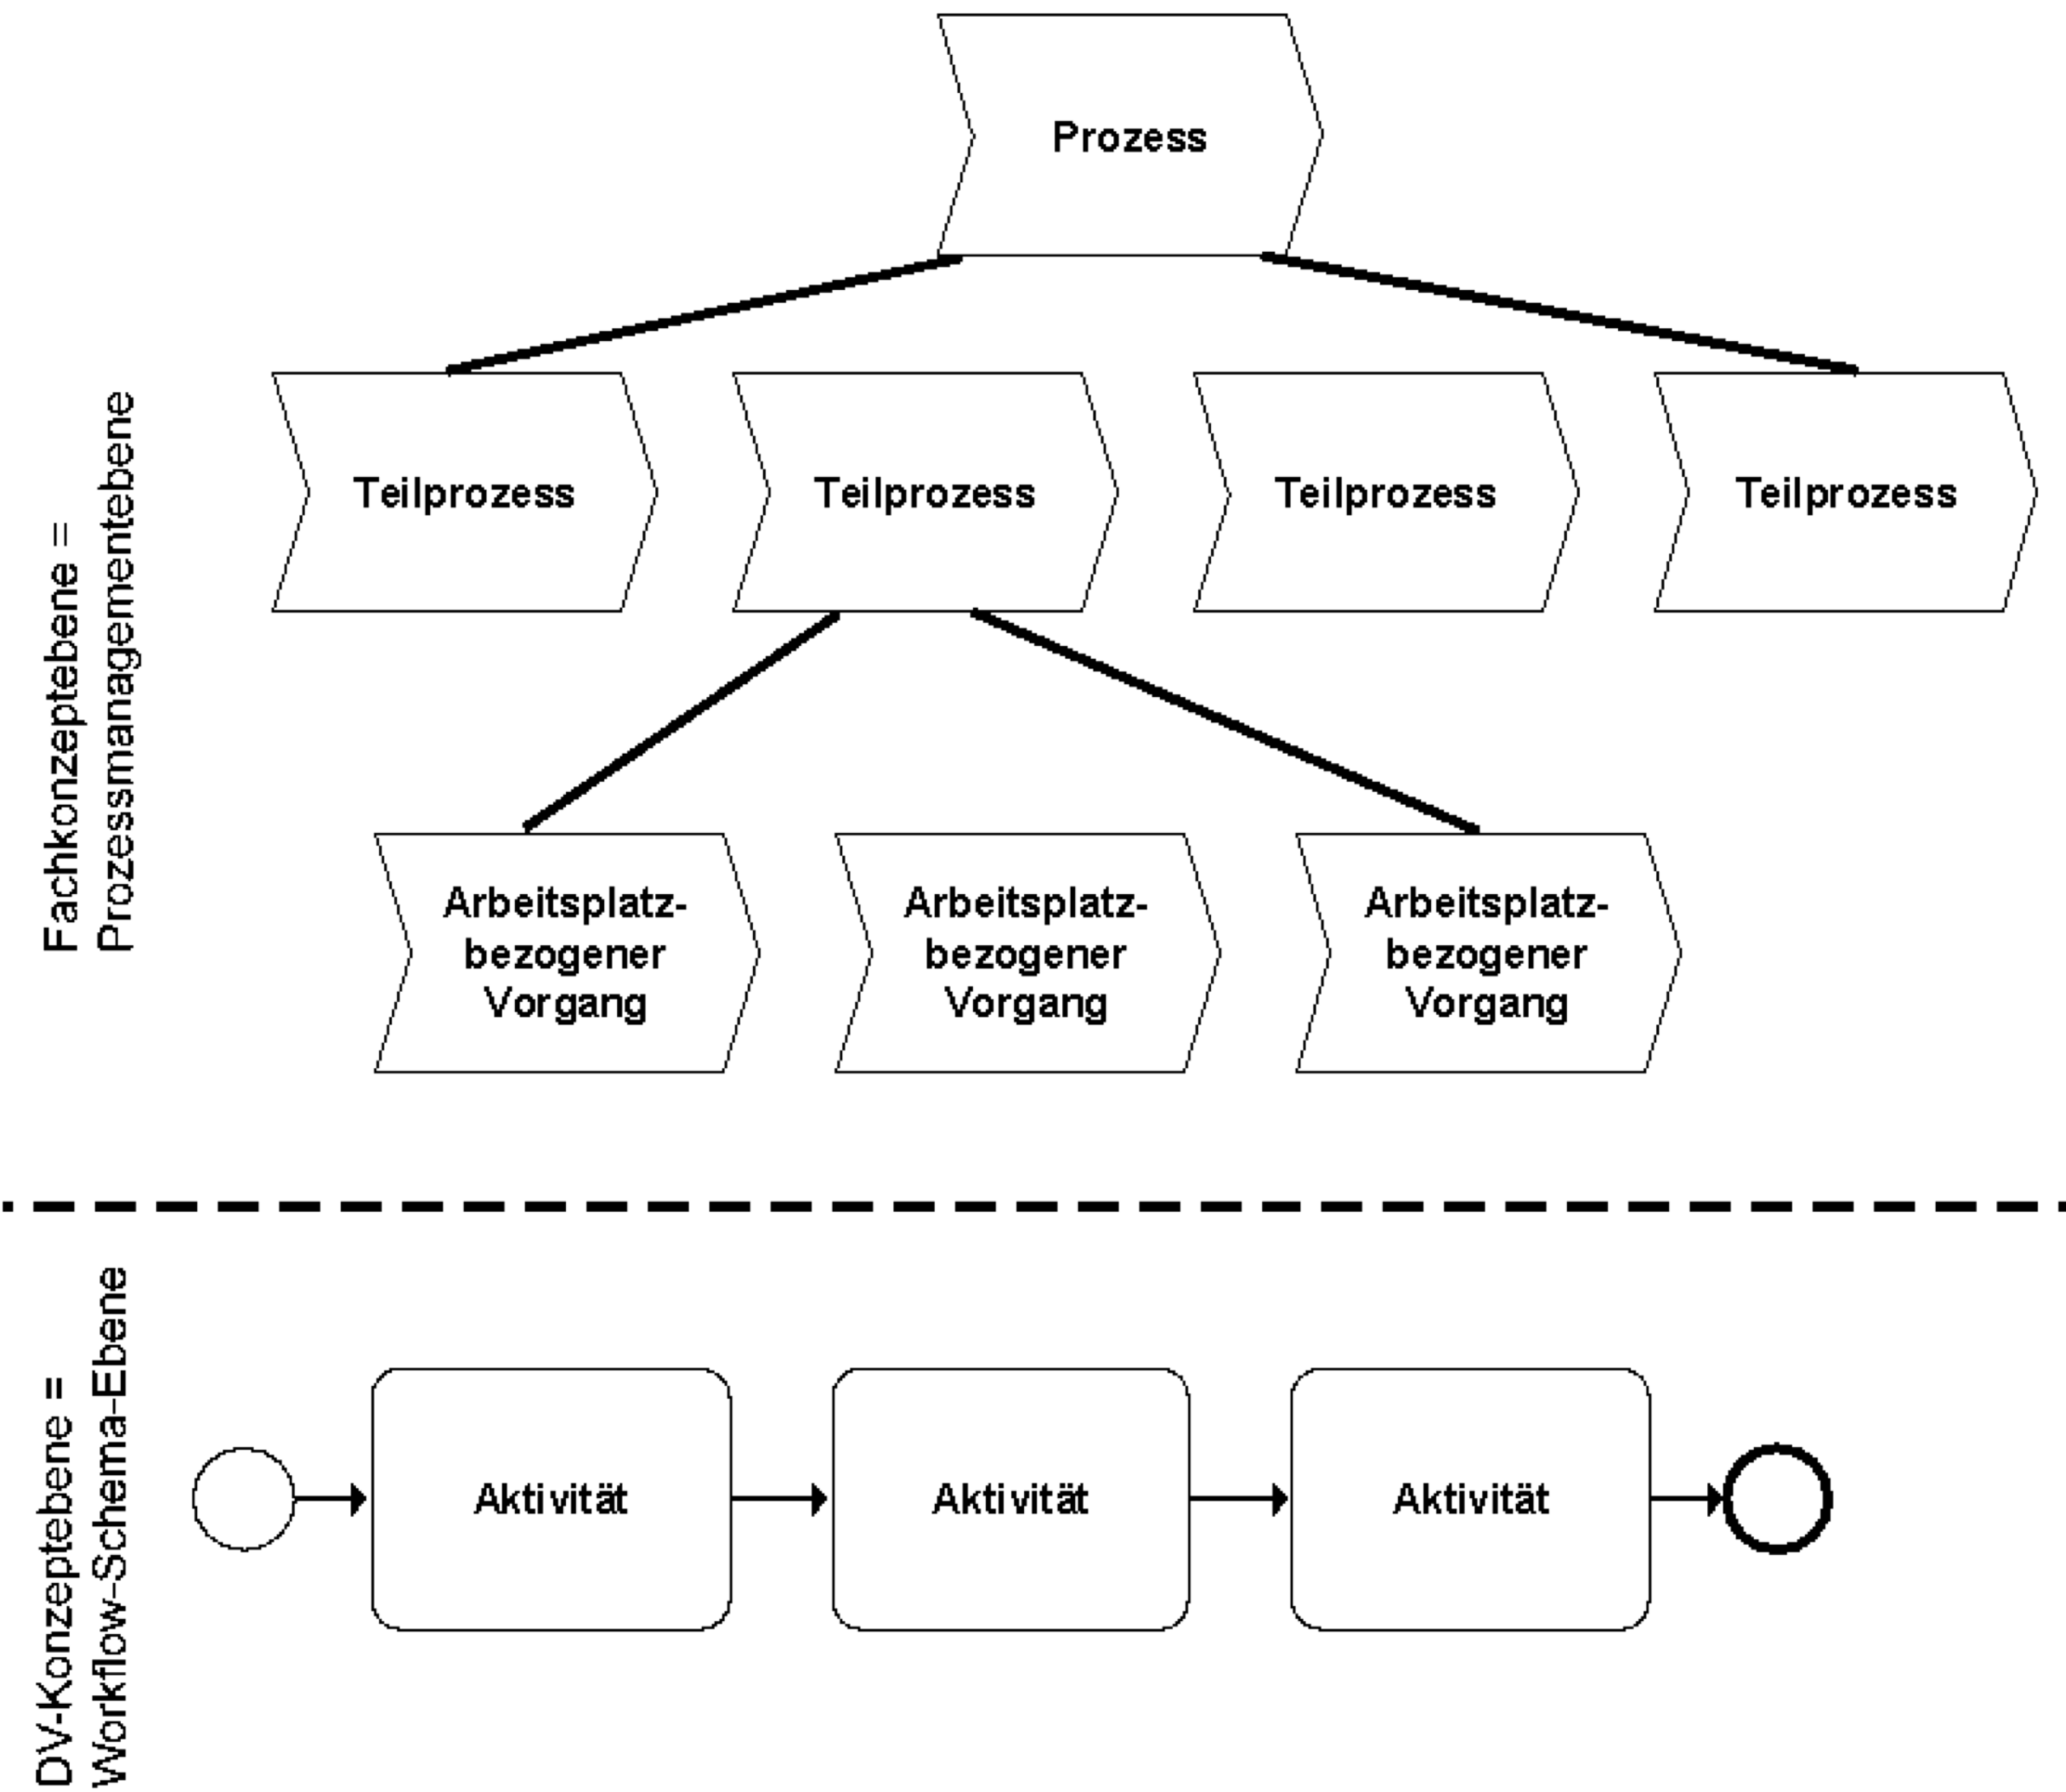 Prozess
Fachkonzeptebene =
Prozessmanagementebene
Teilprozess
Teilprozess
Teilprozess
Teilprozess
Arbeitsplatz-
bezogener
Vorgang
Arbeitsplatz-
bezogener
Vorgang
Arbeitsplatz-
bezogener
Vorgang
DV-Konzeptebene =
Workflow-Schema-Ebene
Aktivität
Aktivität
Aktivität